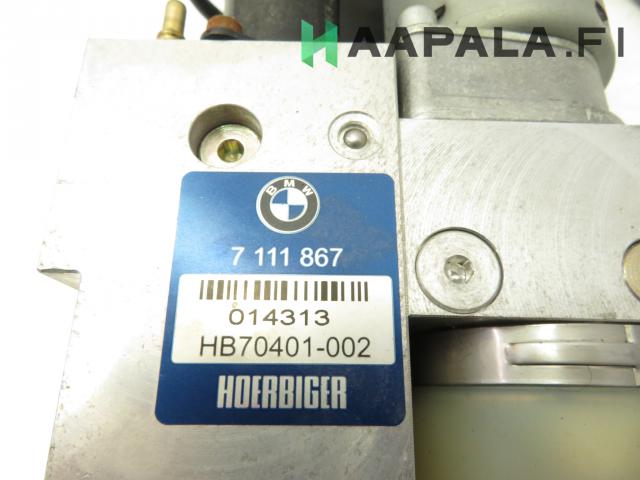 HAAPALA.FI
BMW
7 111 867
014313
HB70401-002
HOERBIGER